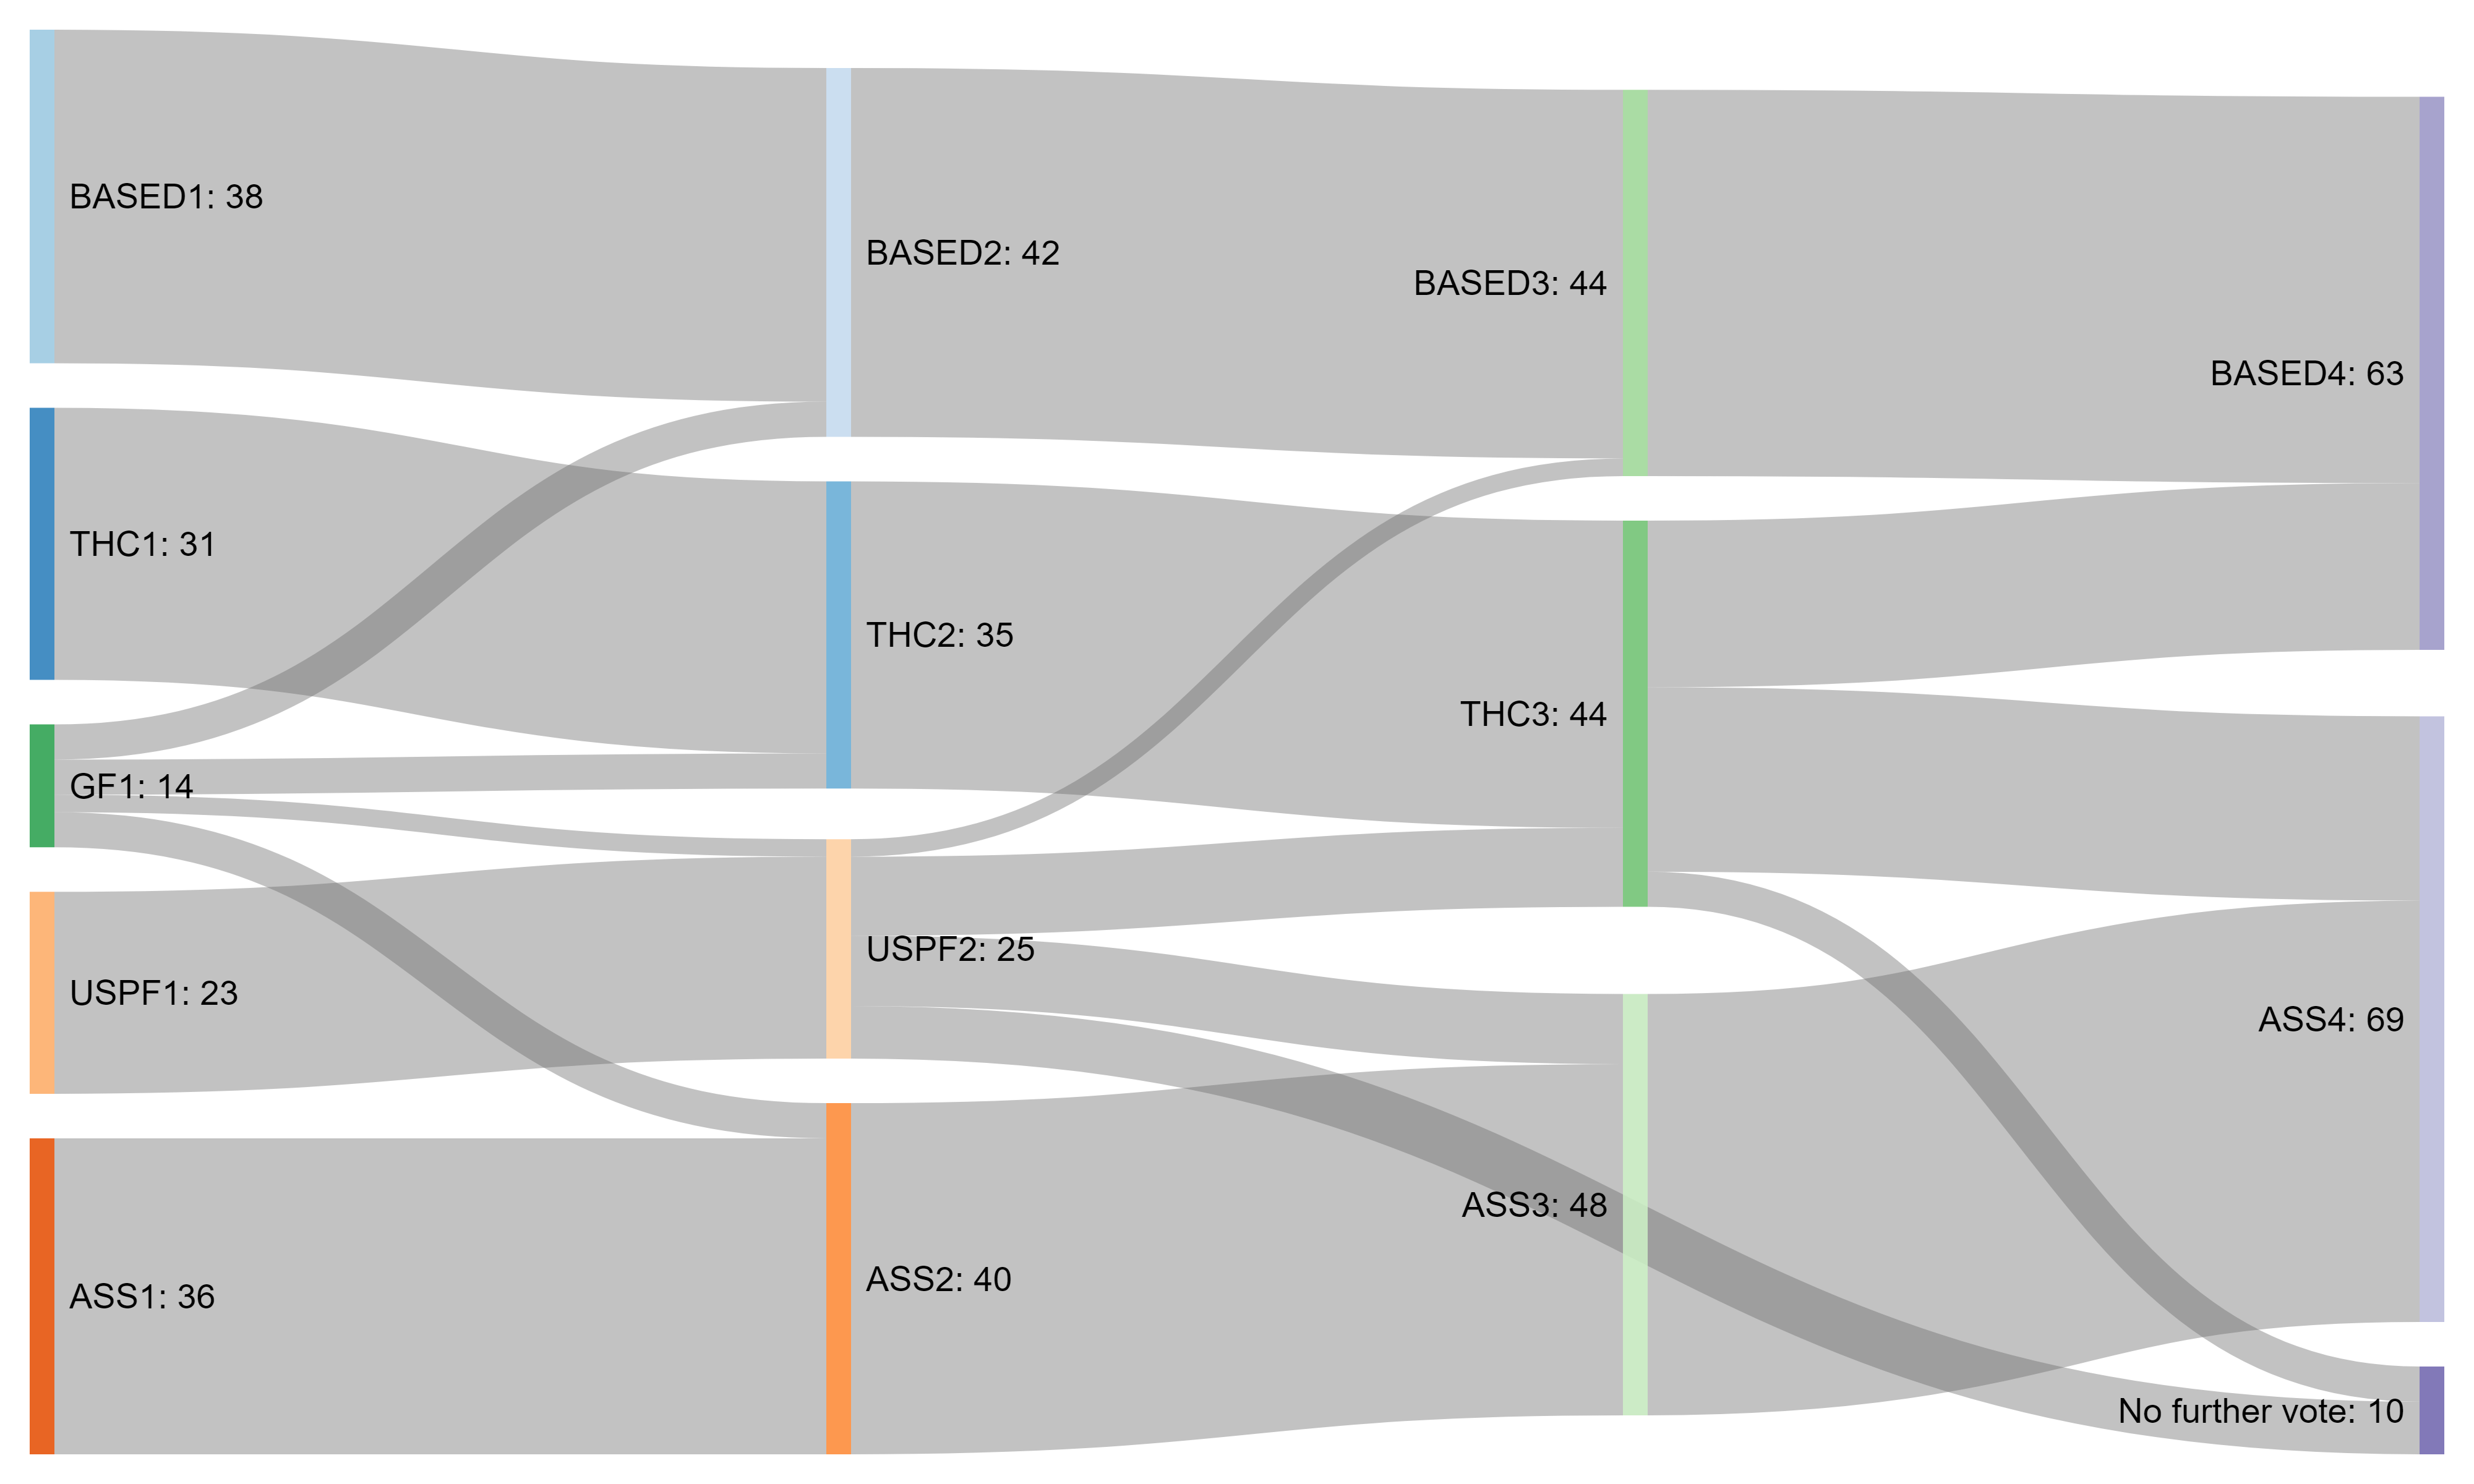 BASED1: 38
THC1: 31
GF1: 14
USPF1: 23
ASS1: 36
BASED2: 42
THC2: 35
USPF2: 25
ASS2: 40
BASED3: 44
THC3: 44
ASS3: 48
BASED4: 63
ASS4: 69
No further vote: 10